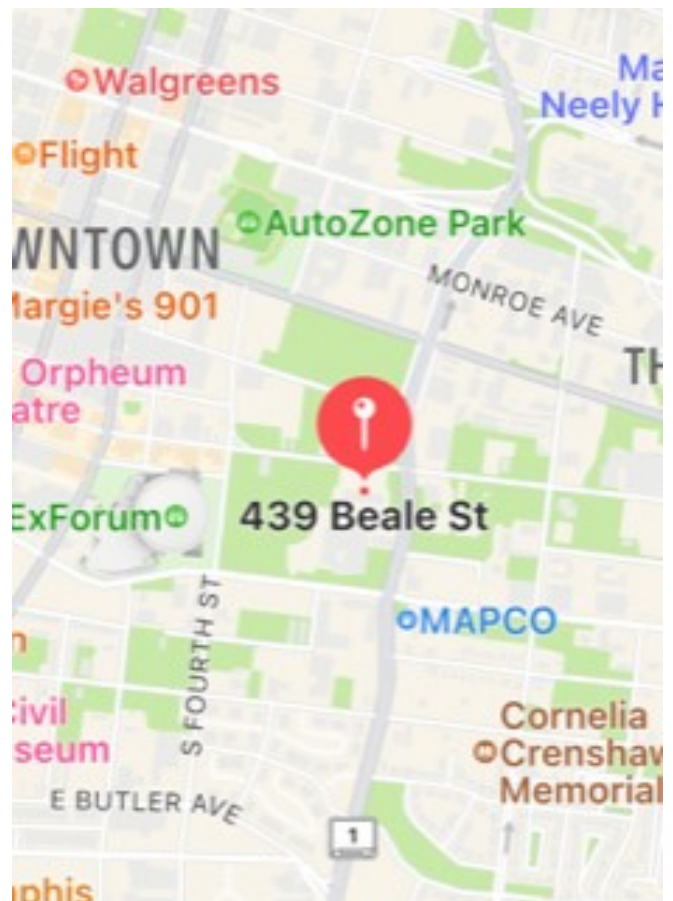 Walgreens
Ma
Neely H
Flight
AutoZone Park
WNTOWN
MONROE AVE
Margie's 901
TH
Orpheum
atre
439 Beale St
ExForum
MAPCO
S FOURTH ST
n
ivil
seum
Cornelia
Crenshaw
Memorial
E BUTLER AVE
1
phis